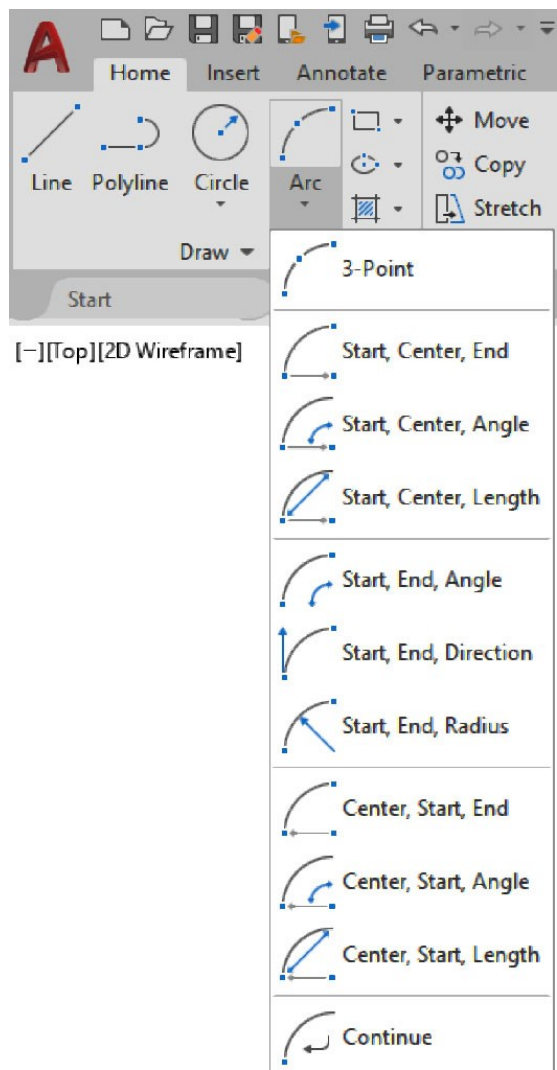 Home Insert Annotate Parametric
Line Polyline Circle Arc
Move
Copy
Stretch
Draw
Start
[−][Top][2D Wireframe]
3-Point
Start, Center, End
Start, Center, Angle
Start, Center, Length
Start, End, Angle
Start, End, Direction
Start, End, Radius
Center, Start, End
Center, Start, Angle
Center, Start, Length
Continue